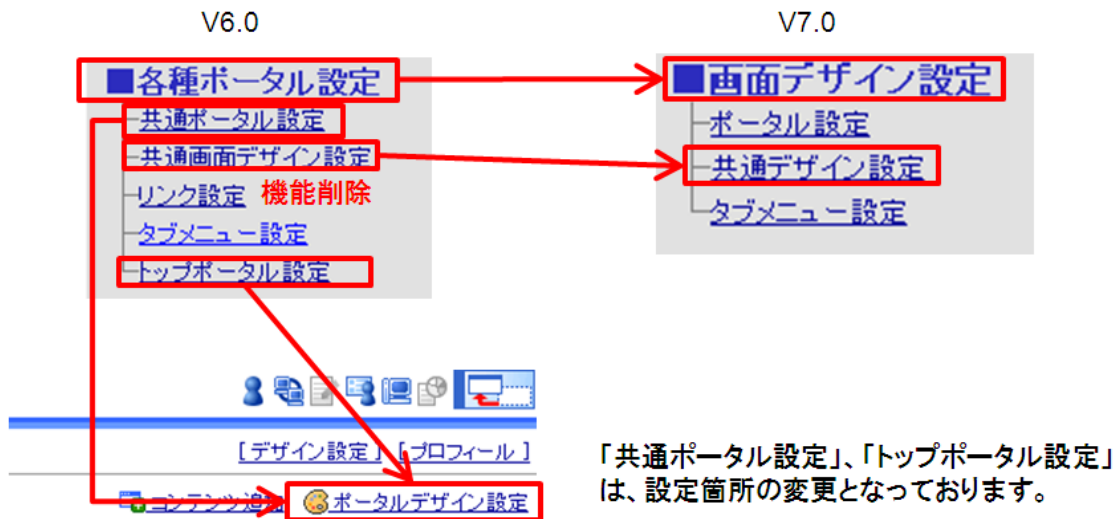 V6.0
V7.0
■各種ポータル設定
共通ポータル設定
共通画面デザイン設定
リンク設定 機能削除
タブメニュー設定
トップポータル設定
■画面デザイン設定
ポータル設定
共通デザイン設定
タブメニュー設定
[デザイン設定] [プロフィール]
コンテンツ追加 ポータルデザイン設定
「共通ポータル設定」、「トップポータル設定」
は、設定箇所の変更となっております。